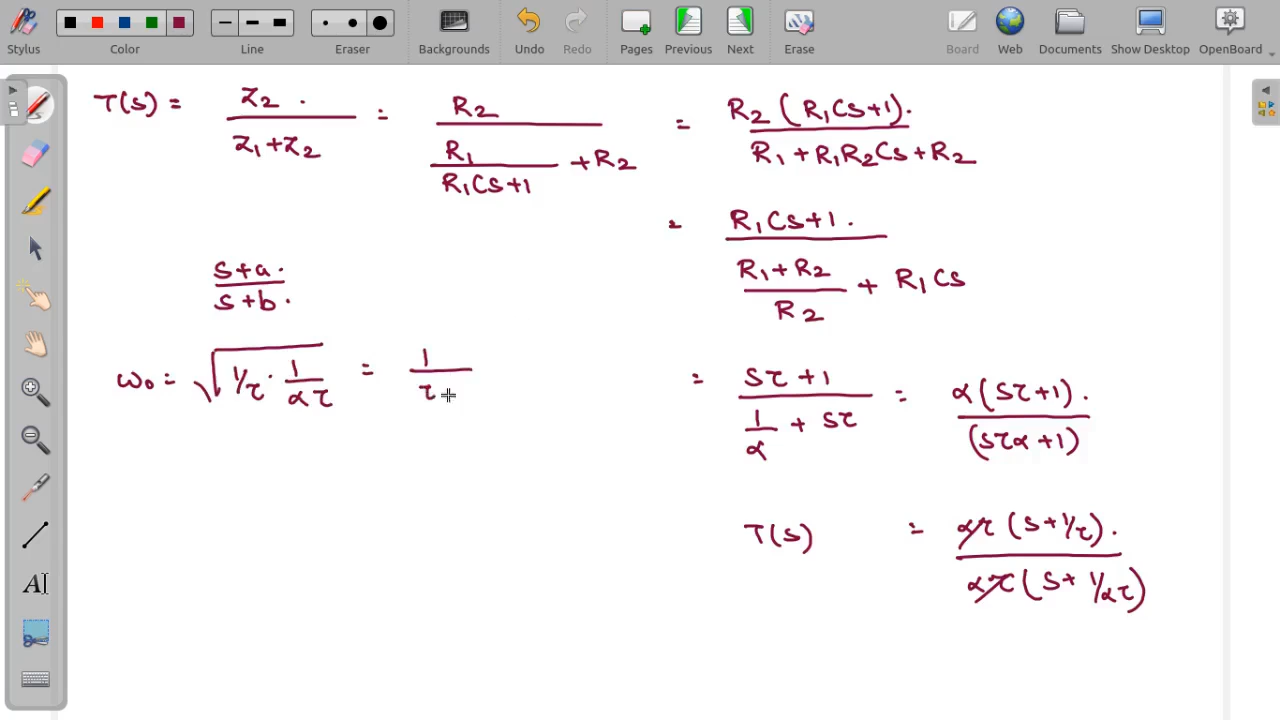 Stylus Color Line Eraser Backgrounds Undo Redo Pages Previous Next Erase Board Web Documents Show Desktop OpenBoard
T(s) = Z2 . / Z1+Z2 = R2 / (R1 / R1Cs+1 + R2) = R2 (R1Cs+1). / R1+R1R2Cs+R2
= R1Cs+1. / (R1+R2 / R2 + R1Cs)
s+a. / s+b.
ω0 = √(1/τ · 1/ατ) = 1/τ
= sτ+1 / (1/α + sτ) = α(sτ+1). / (sτα+1)
T(s) = ατ(s+1/τ). / ατ(s+1/ατ)
AI